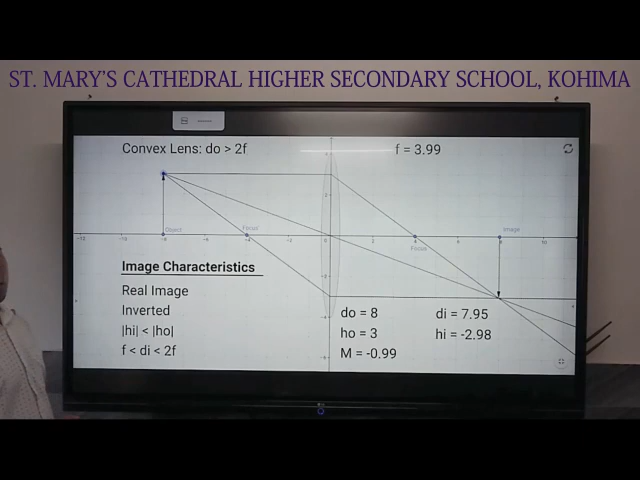 ST. MARY'S CATHEDRAL HIGHER SECONDARY SCHOOL, KOHIMA
Convex Lens: do > 2f
f = 3.99
Object
Focus
Focus
Image
Image Characteristics
Real Image
Inverted
|hi| < |ho|
f < di < 2f
do = 8
di = 7.95
ho = 3
hi = -2.98
M = -0.99